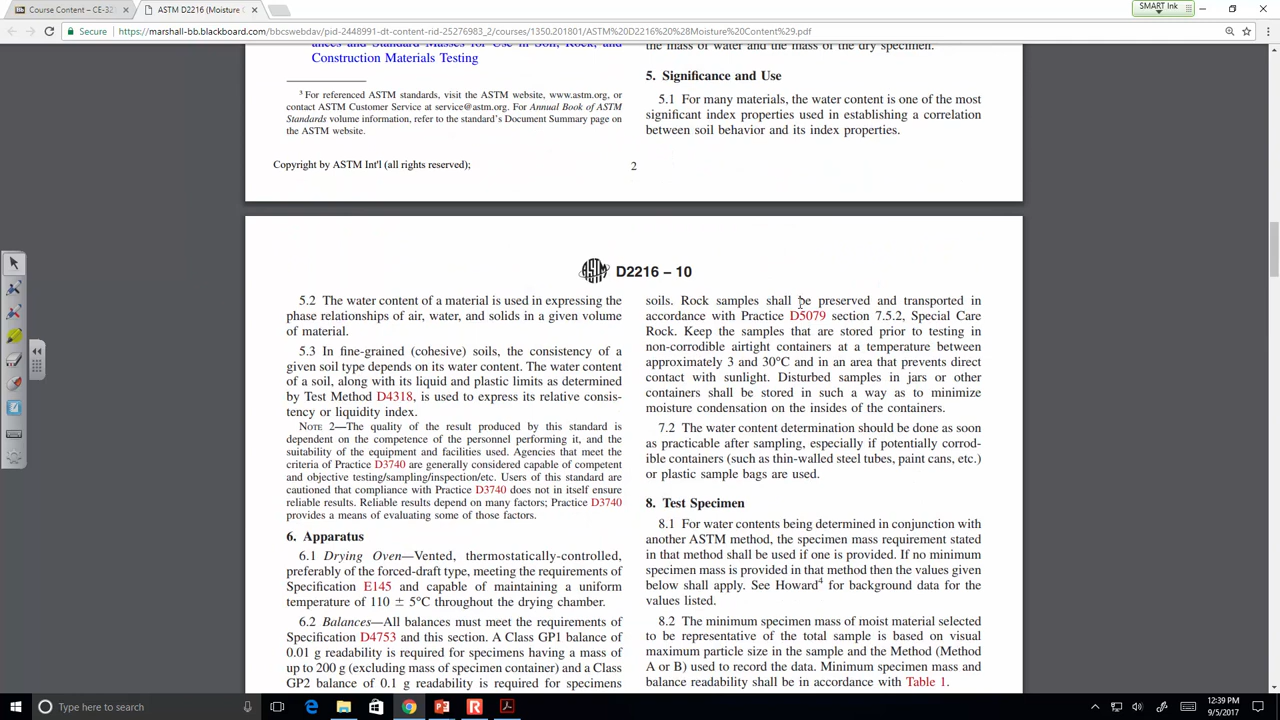 Course Content – CE-32
ASTM D2216 (Moisture C
SMART Ink
Secure
https://marshall-bb.blackboard.com/bbcswebdav/pid-2448991-dt-content-rid-25276983_2/courses/1350.201801/ASTM%20D2216%20%28Moisture%20Content%29.pdf
ances and Standard Masses for Use in Soil, Rock, and
Construction Materials Testing
3 For referenced ASTM standards, visit the ASTM website, www.astm.org, or
contact ASTM Customer Service at service@astm.org. For Annual Book of ASTM
Standards volume information, refer to the standard's Document Summary page on
the ASTM website.
the mass of water and the mass of the dry specimen.
5. Significance and Use
5.1 For many materials, the water content is one of the most
significant index properties used in establishing a correlation
between soil behavior and its index properties.
Copyright by ASTM Int'l (all rights reserved);
2
D2216 – 10
5.2 The water content of a material is used in expressing the
phase relationships of air, water, and solids in a given volume
of material.
5.3 In fine-grained (cohesive) soils, the consistency of a
given soil type depends on its water content. The water content
of a soil, along with its liquid and plastic limits as determined
by Test Method D4318, is used to express its relative consis-
tency or liquidity index.
NOTE 2—The quality of the result produced by this standard is
dependent on the competence of the personnel performing it, and the
suitability of the equipment and facilities used. Agencies that meet the
criteria of Practice D3740 are generally considered capable of competent
and objective testing/sampling/inspection/etc. Users of this standard are
cautioned that compliance with Practice D3740 does not in itself ensure
reliable results. Reliable results depend on many factors; Practice D3740
provides a means of evaluating some of those factors.
6. Apparatus
6.1 Drying Oven—Vented, thermostatically-controlled,
preferably of the forced-draft type, meeting the requirements of
Specification E145 and capable of maintaining a uniform
temperature of 110 ± 5°C throughout the drying chamber.
6.2 Balances—All balances must meet the requirements of
Specification D4753 and this section. A Class GP1 balance of
0.01 g readability is required for specimens having a mass of
up to 200 g (excluding mass of specimen container) and a Class
GP2 balance of 0.1 g readability is required for specimens
soils. Rock samples shall be preserved and transported in
accordance with Practice D5079 section 7.5.2, Special Care
Rock. Keep the samples that are stored prior to testing in
non-corrodible airtight containers at a temperature between
approximately 3 and 30°C and in an area that prevents direct
contact with sunlight. Disturbed samples in jars or other
containers shall be stored in such a way as to minimize
moisture condensation on the insides of the containers.
7.2 The water content determination should be done as soon
as practicable after sampling, especially if potentially corrod-
ible containers (such as thin-walled steel tubes, paint cans, etc.)
or plastic sample bags are used.
8. Test Specimen
8.1 For water contents being determined in conjunction with
another ASTM method, the specimen mass requirement stated
in that method shall be used if one is provided. If no minimum
specimen mass is provided in that method then the values given
below shall apply. See Howard4 for background data for the
values listed.
8.2 The minimum specimen mass of moist material selected
to be representative of the total sample is based on visual
maximum particle size in the sample and the Method (Method
A or B) used to record the data. Minimum specimen mass and
balance readability shall be in accordance with Table 1.
Type here to search
12:39 PM
9/5/2017